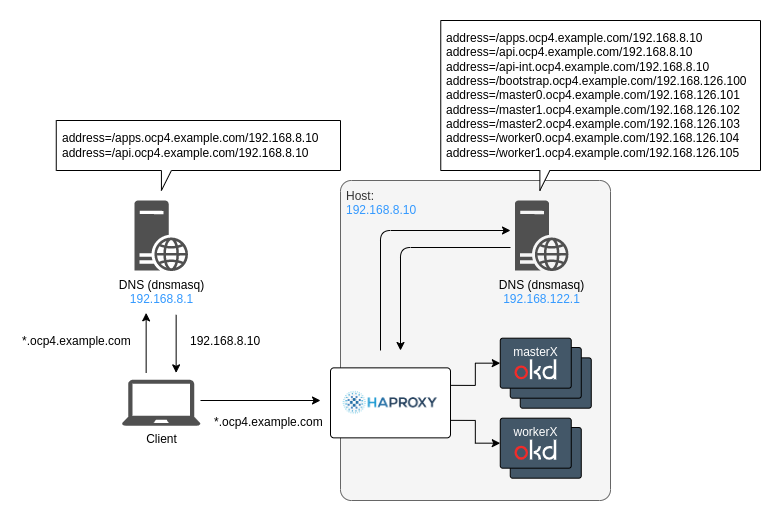 address=/apps.ocp4.example.com/192.168.8.10
address=/api.ocp4.example.com/192.168.8.10
address=/api-int.ocp4.example.com/192.168.8.10
address=/bootstrap.ocp4.example.com/192.168.126.100
address=/master0.ocp4.example.com/192.168.126.101
address=/master1.ocp4.example.com/192.168.126.102
address=/master2.ocp4.example.com/192.168.126.103
address=/worker0.ocp4.example.com/192.168.126.104
address=/worker1.ocp4.example.com/192.168.126.105
address=/apps.ocp4.example.com/192.168.8.10
address=/api.ocp4.example.com/192.168.8.10
Host:
192.168.8.10
DNS (dnsmasq)
192.168.8.1
DNS (dnsmasq)
192.168.122.1
*.ocp4.example.com
192.168.8.10
masterX
okd
HAPROXY
*.ocp4.example.com
workerX
okd
Client